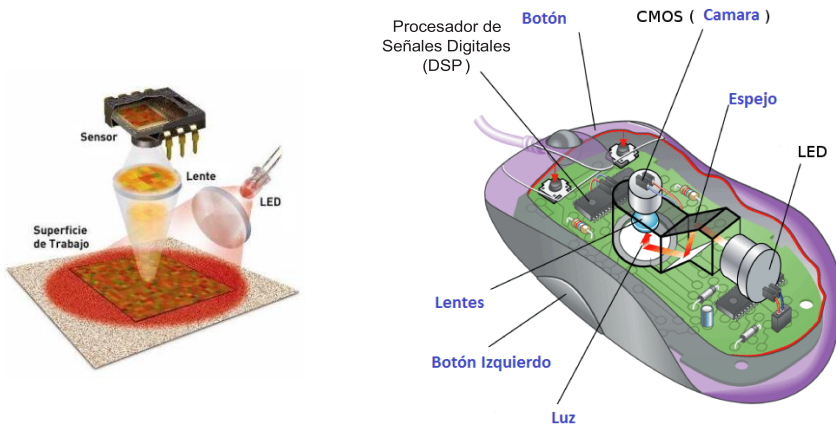 Sensor
Lente
LED
Superficie
de Trabajo
Procesador de
Señales Digitales
(DSP)
Botón
CMOS ( Camara )
Espejo
LED
Lentes
Botón Izquierdo
Luz